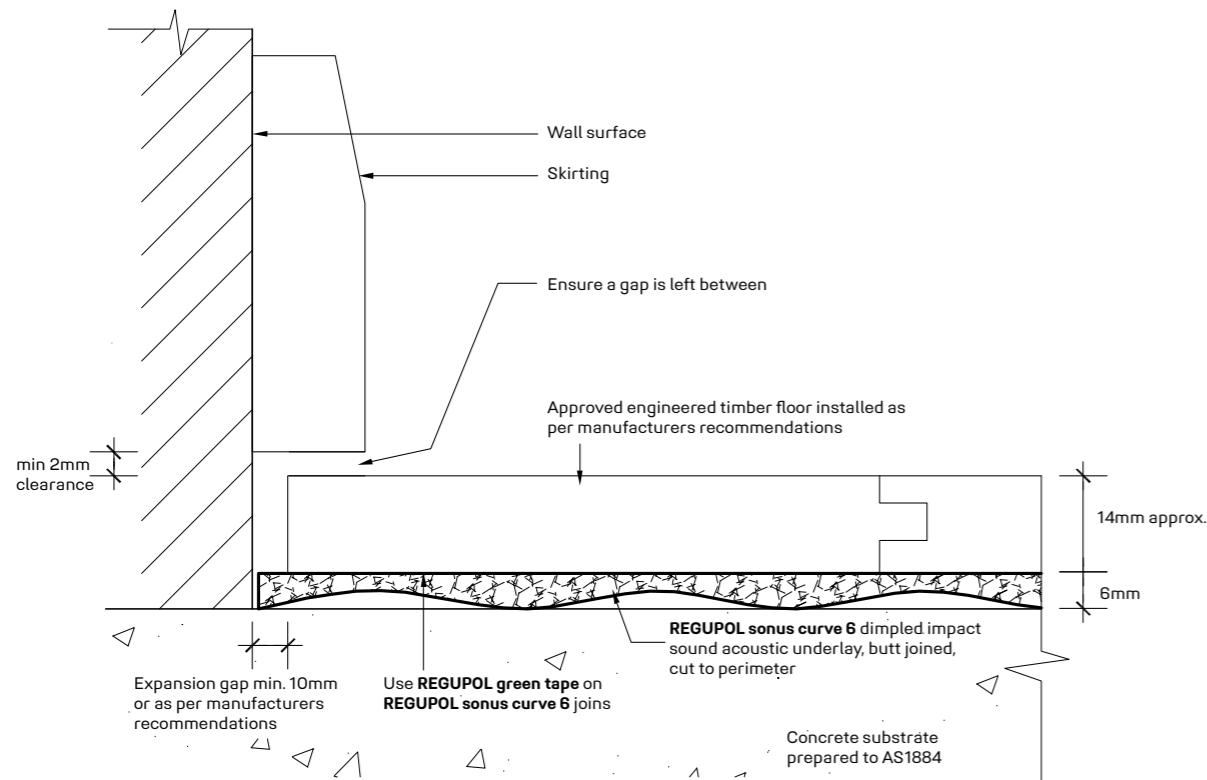 Wall surface
Skirting
Ensure a gap is left between
Approved engineered timber floor installed as
per manufacturers recommendations
min 2mm
clearance
14mm approx.
6mm
REGUPOL sonus curve 6 dimpled impact
sound acoustic underlay, butt joined,
cut to perimeter
Expansion gap min. 10mm
or as per manufacturers
recommendations
Use REGUPOL green tape on
REGUPOL sonus curve 6 joins
Concrete substrate
prepared to AS1884